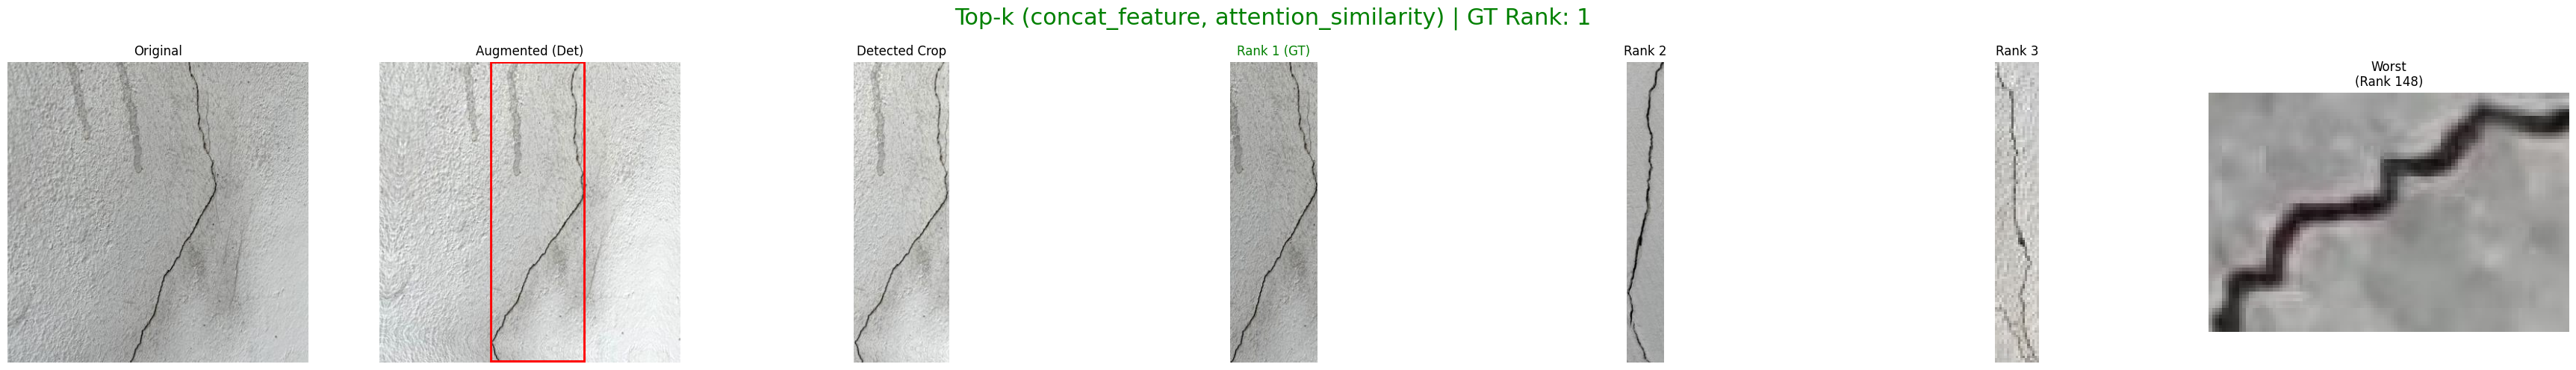 Top-k (concat_feature, attention_similarity) | GT Rank: 1
Original
Augmented (Det)
Detected Crop
Rank 1 (GT)
Rank 2
Rank 3
Worst
(Rank 148)